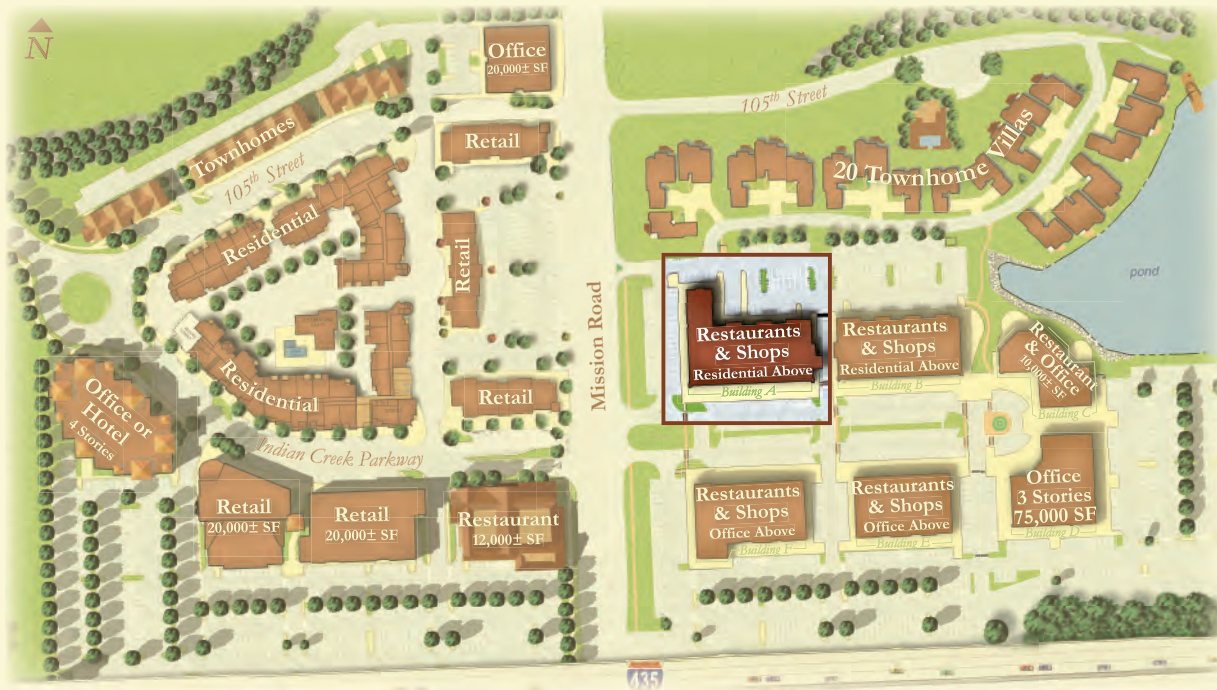 N
Office
20,000± SF
105th Street
Retail
Townhomes
105th Street
20 Townhome Villas
Residential
Retail
pond
Mission Road
Restaurants
& Shops
Residential Above
Building A
Restaurants
& Shops
Residential Above
Building B
Restaurant
& Office
10,000± SF
Building C
Residential
Retail
Office or
Hotel
4 Stories
Indian Creek Parkway
Retail
20,000± SF
Retail
20,000± SF
Restaurant
12,000± SF
Restaurants
& Shops
Office Above
Building F
Restaurants
& Shops
Office Above
Building E
Office
3 Stories
75,000 SF
Building D
435